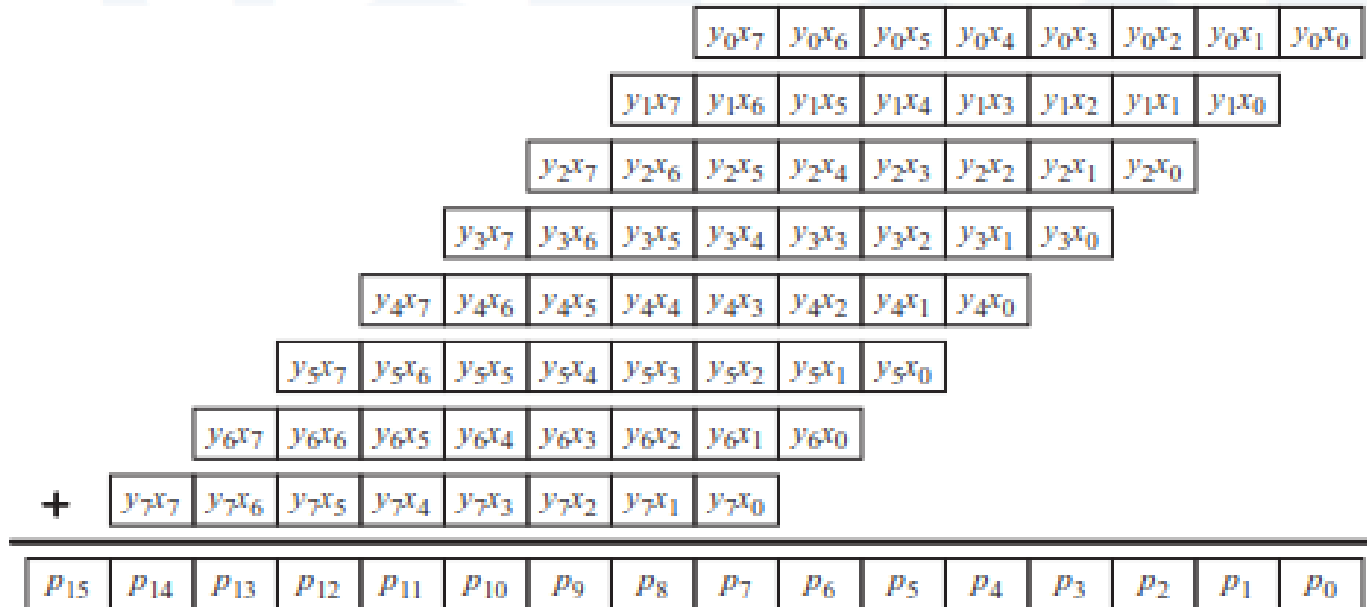 y₀x₇ y₀x₆ y₀x₅ y₀x₄ y₀x₃ y₀x₂ y₀x₁ y₀x₀
y₁x₇ y₁x₆ y₁x₅ y₁x₄ y₁x₃ y₁x₂ y₁x₁ y₁x₀
y₂x₇ y₂x₆ y₂x₅ y₂x₄ y₂x₃ y₂x₂ y₂x₁ y₂x₀
y₃x₇ y₃x₆ y₃x₅ y₃x₄ y₃x₃ y₃x₂ y₃x₁ y₃x₀
y₄x₇ y₄x₆ y₄x₅ y₄x₄ y₄x₃ y₄x₂ y₄x₁ y₄x₀
y₅x₇ y₅x₆ y₅x₅ y₅x₄ y₅x₃ y₅x₂ y₅x₁ y₅x₀
y₆x₇ y₆x₆ y₆x₅ y₆x₄ y₆x₃ y₆x₂ y₆x₁ y₆x₀
+ y₇x₇ y₇x₆ y₇x₅ y₇x₄ y₇x₃ y₇x₂ y₇x₁ y₇x₀
p₁₅ p₁₄ p₁₃ p₁₂ p₁₁ p₁₀ p₉ p₈ p₇ p₆ p₅ p₄ p₃ p₂ p₁ p₀